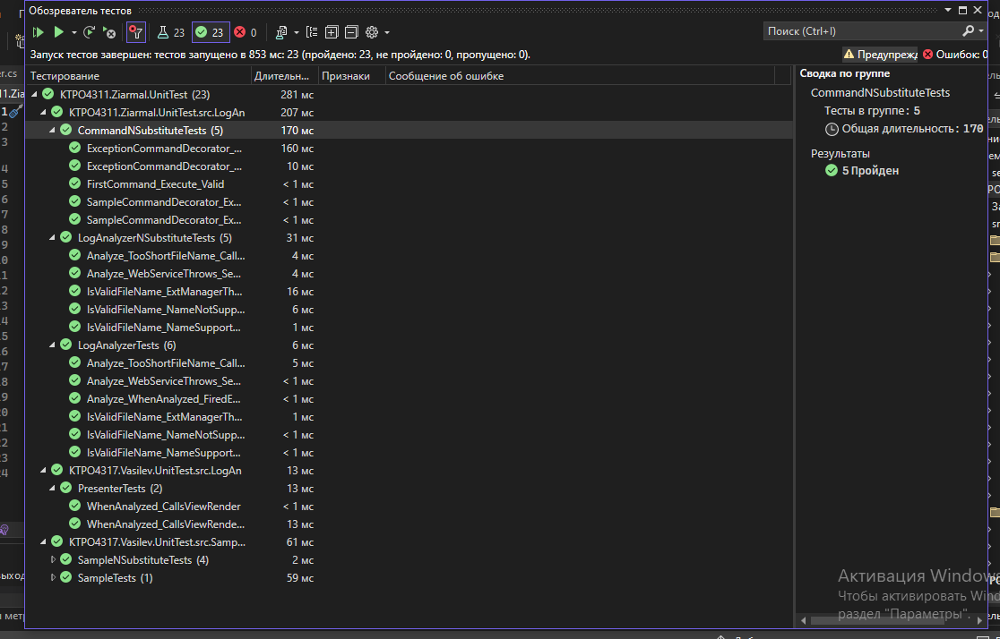 Обозреватель тестов
23 23 0
Поиск (Ctrl+I)
Запуск тестов завершен: тестов запущено в 853 мс: 23 (пройдено: 23, не пройдено: 0, пропущено: 0).
Предупрежд Ошибок: 0
Тестирование Длительн... Признаки Сообщение об ошибке
Сводка по группе
KTPO4311.Ziarmal.UnitTest (23) 281 мс
CommandNSubstituteTests
KTPO4311.Ziarmal.UnitTest.src.LogAn 207 мс
Тесты в группе: 5
CommandNSubstituteTests (5) 170 мс
Общая длительность: 170
ExceptionCommandDecorator_... 160 мс
Результаты
ExceptionCommandDecorator_... 10 мс
5 Пройден
FirstCommand_Execute_Valid < 1 мс
SampleCommandDecorator_Ex... < 1 мс
SampleCommandDecorator_Ex... < 1 мс
LogAnalyzerNSubstituteTests (5) 31 мс
Analyze_TooShortFileName_Call... 4 мс
Analyze_WebServiceThrows_Se... 4 мс
IsValidFileName_ExtManagerTh... 16 мс
IsValidFileName_NameNotSupp... 6 мс
IsValidFileName_NameSupport... 1 мс
LogAnalyzerTests (6) 6 мс
Analyze_TooShortFileName_Call... 5 мс
Analyze_WebServiceThrows_Se... < 1 мс
Analyze_WhenAnalyzed_FiredE... < 1 мс
IsValidFileName_ExtManagerTh... 1 мс
IsValidFileName_NameNotSupp... < 1 мс
IsValidFileName_NameSupport... < 1 мс
KTPO4317.Vasilev.UnitTest.src.LogAn 13 мс
PresenterTests (2) 13 мс
WhenAnalyzed_CallsViewRender < 1 мс
WhenAnalyzed_CallsViewRende... 13 мс
KTPO4317.Vasilev.UnitTest.src.Samp... 61 мс
SampleNSubstituteTests (4) 2 мс
SampleTests (1) 59 мс
Активация Windows
Чтобы активировать Wind
раздел "Параметры".